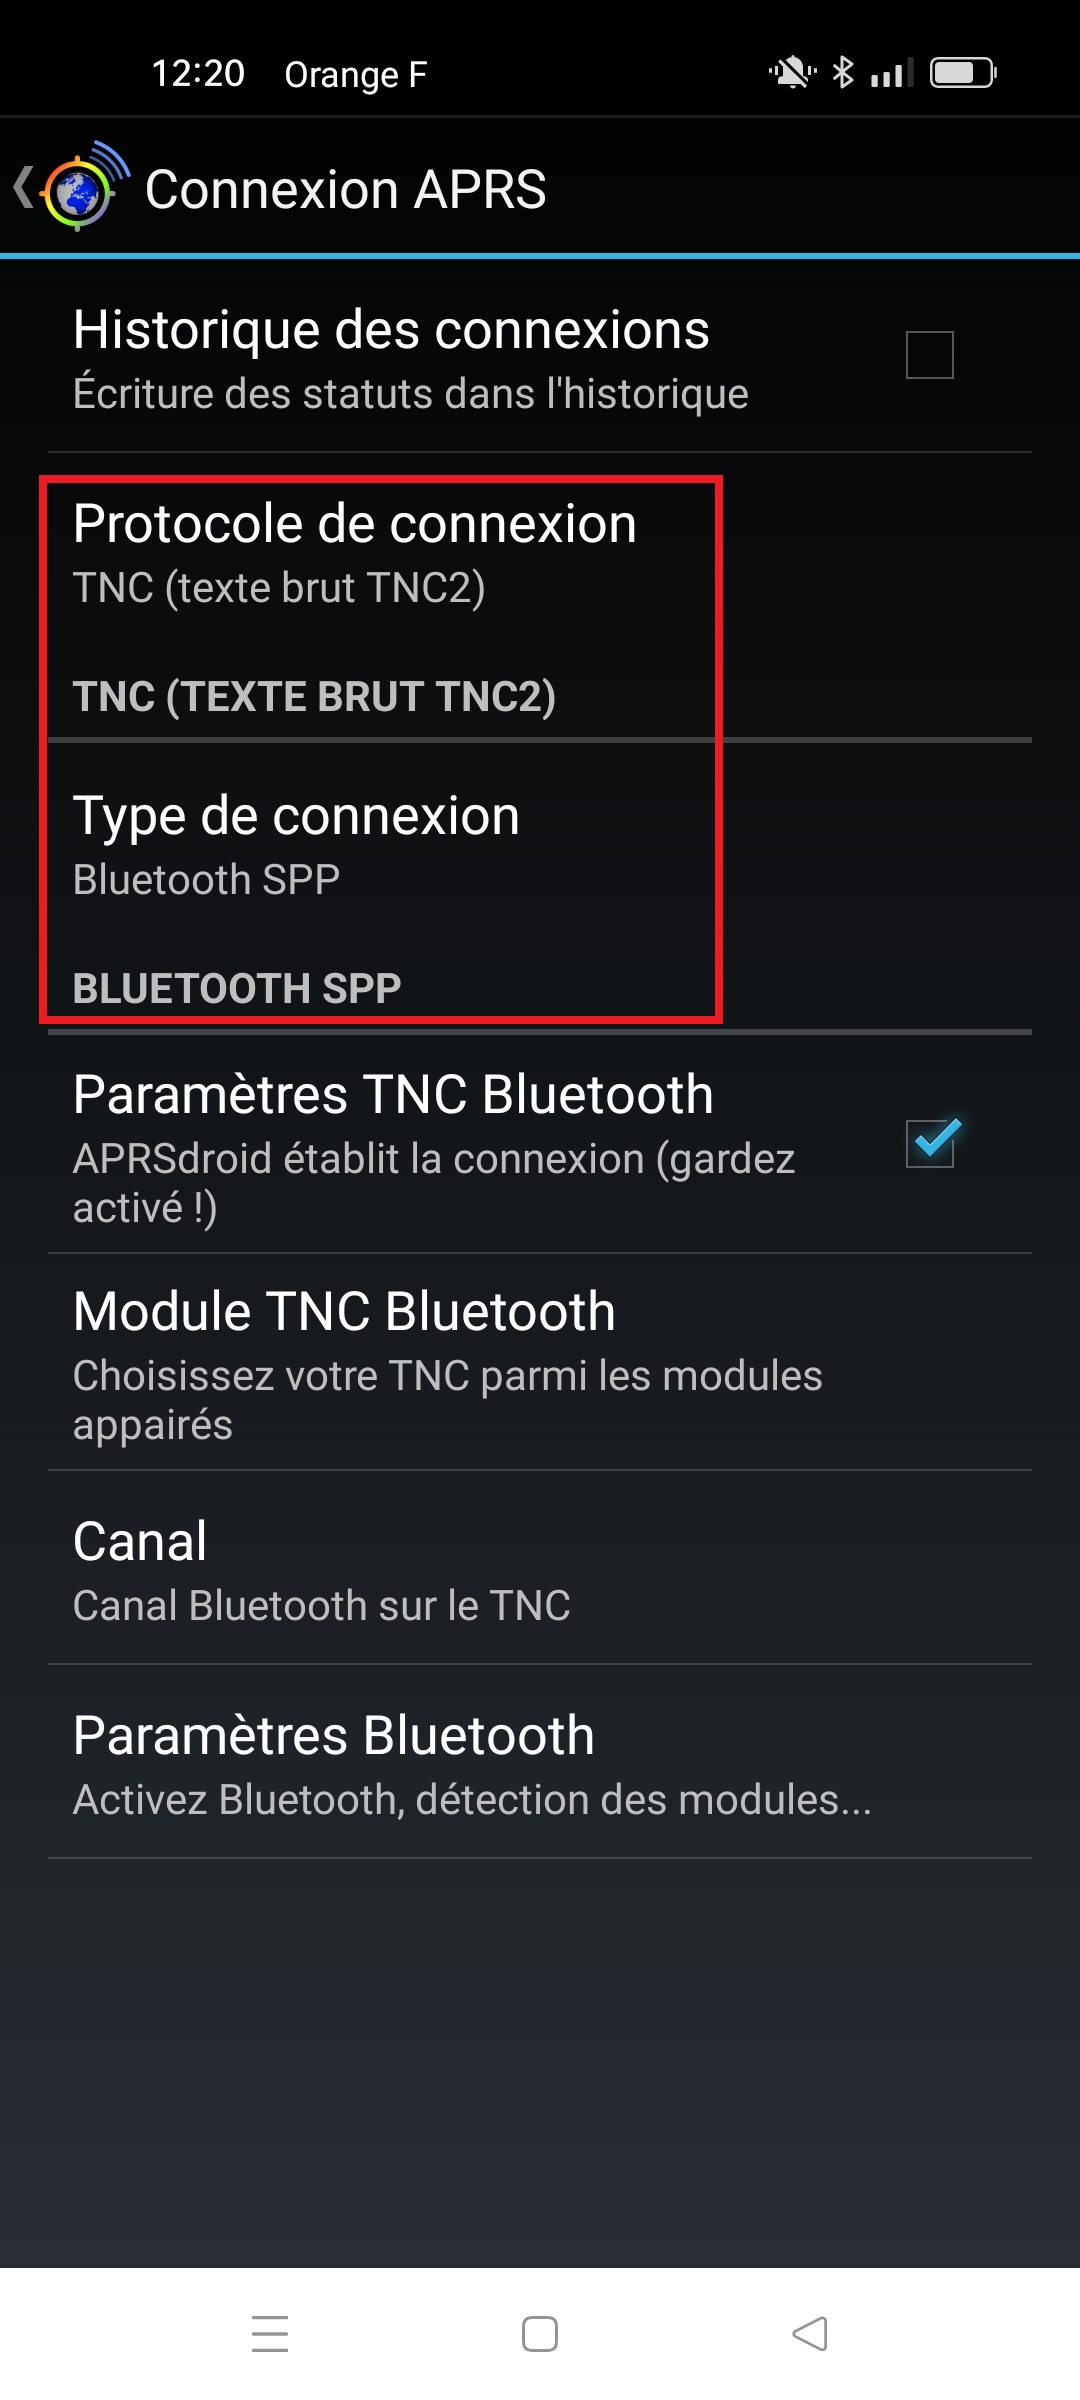 12:20 Orange F
Connexion APRS
Historique des connexions
Écriture des statuts dans l'historique
Protocole de connexion
TNC (texte brut TNC2)
TNC (TEXTE BRUT TNC2)
Type de connexion
Bluetooth SPP
BLUETOOTH SPP
Paramètres TNC Bluetooth
APRSdroid établit la connexion (gardez
activé !)
Module TNC Bluetooth
Choisissez votre TNC parmi les modules
appairés
Canal
Canal Bluetooth sur le TNC
Paramètres Bluetooth
Activez Bluetooth, détection des modules...